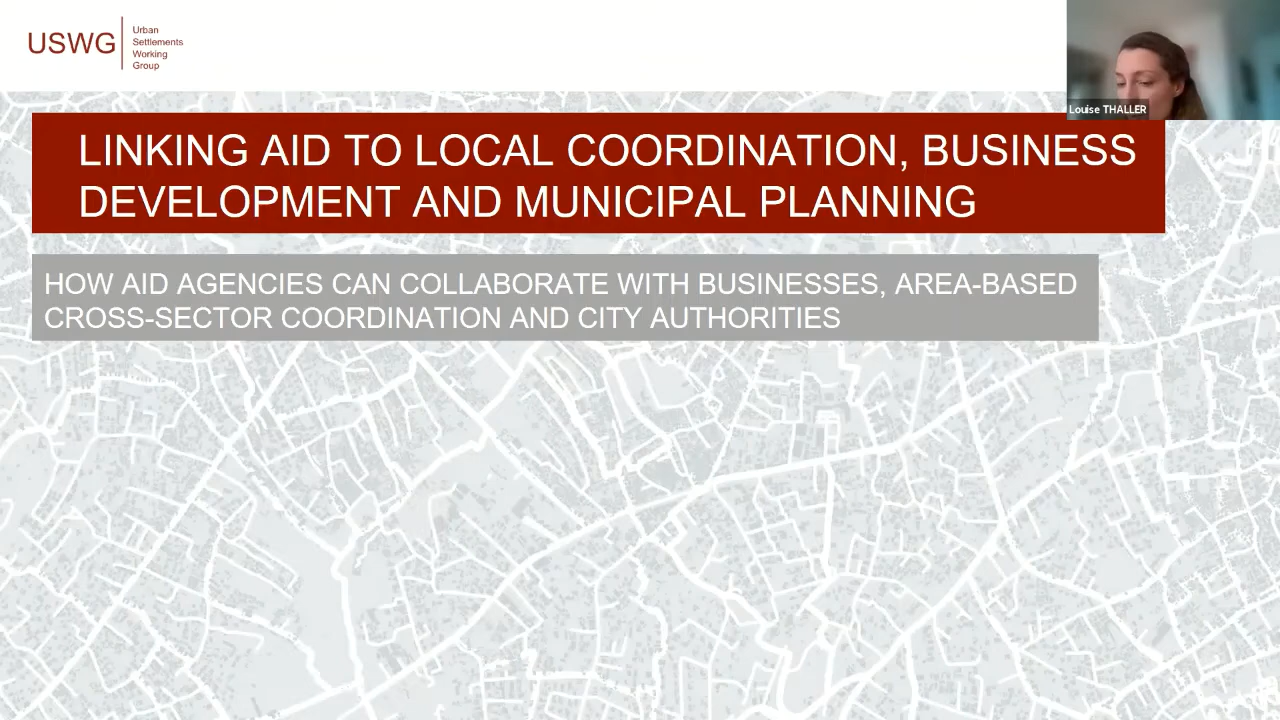 USWG
Urban
Settlements
Working
Group
Louise THALLER
LINKING AID TO LOCAL COORDINATION, BUSINESS
DEVELOPMENT AND MUNICIPAL PLANNING
HOW AID AGENCIES CAN COLLABORATE WITH BUSINESSES, AREA-BASED
CROSS-SECTOR COORDINATION AND CITY AUTHORITIES